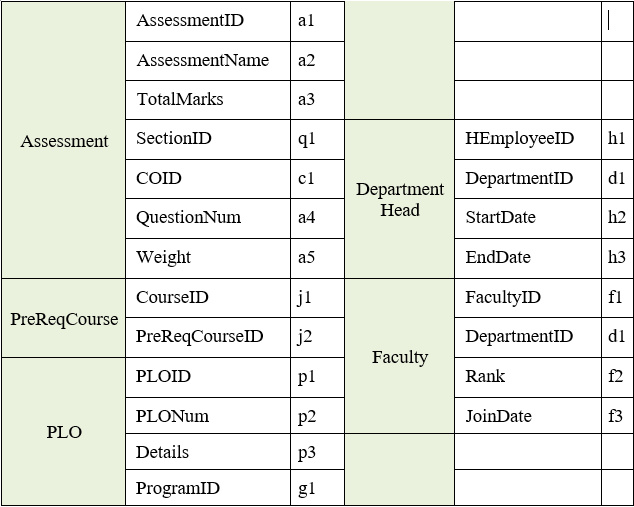 AssessmentID a1
AssessmentName a2
TotalMarks a3
Assessment SectionID q1 HEmployeeID h1
COID c1 Department Head DepartmentID d1
QuestionNum a4 StartDate h2
Weight a5 EndDate h3
PreReqCourse CourseID j1 FacultyID f1
PreReqCourseID j2 Faculty DepartmentID d1
PLOID p1 Rank f2
PLO PLONum p2 JoinDate f3
Details p3
ProgramID g1